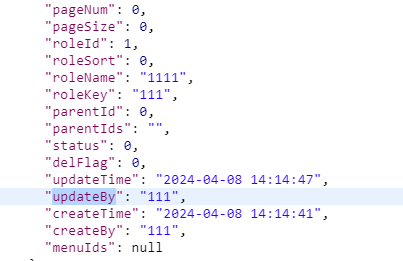 "pageNum": 0,
"pageSize": 0,
"roleId": 1,
"roleSort": 0,
"roleName": "1111",
"roleKey": "111",
"parentId": 0,
"parentIds": "",
"status": 0,
"delFlag": 0,
"updateTime": "2024-04-08 14:14:47",
"updateBy": "111",
"createTime": "2024-04-08 14:14:41",
"createBy": "111",
"menuIds": null